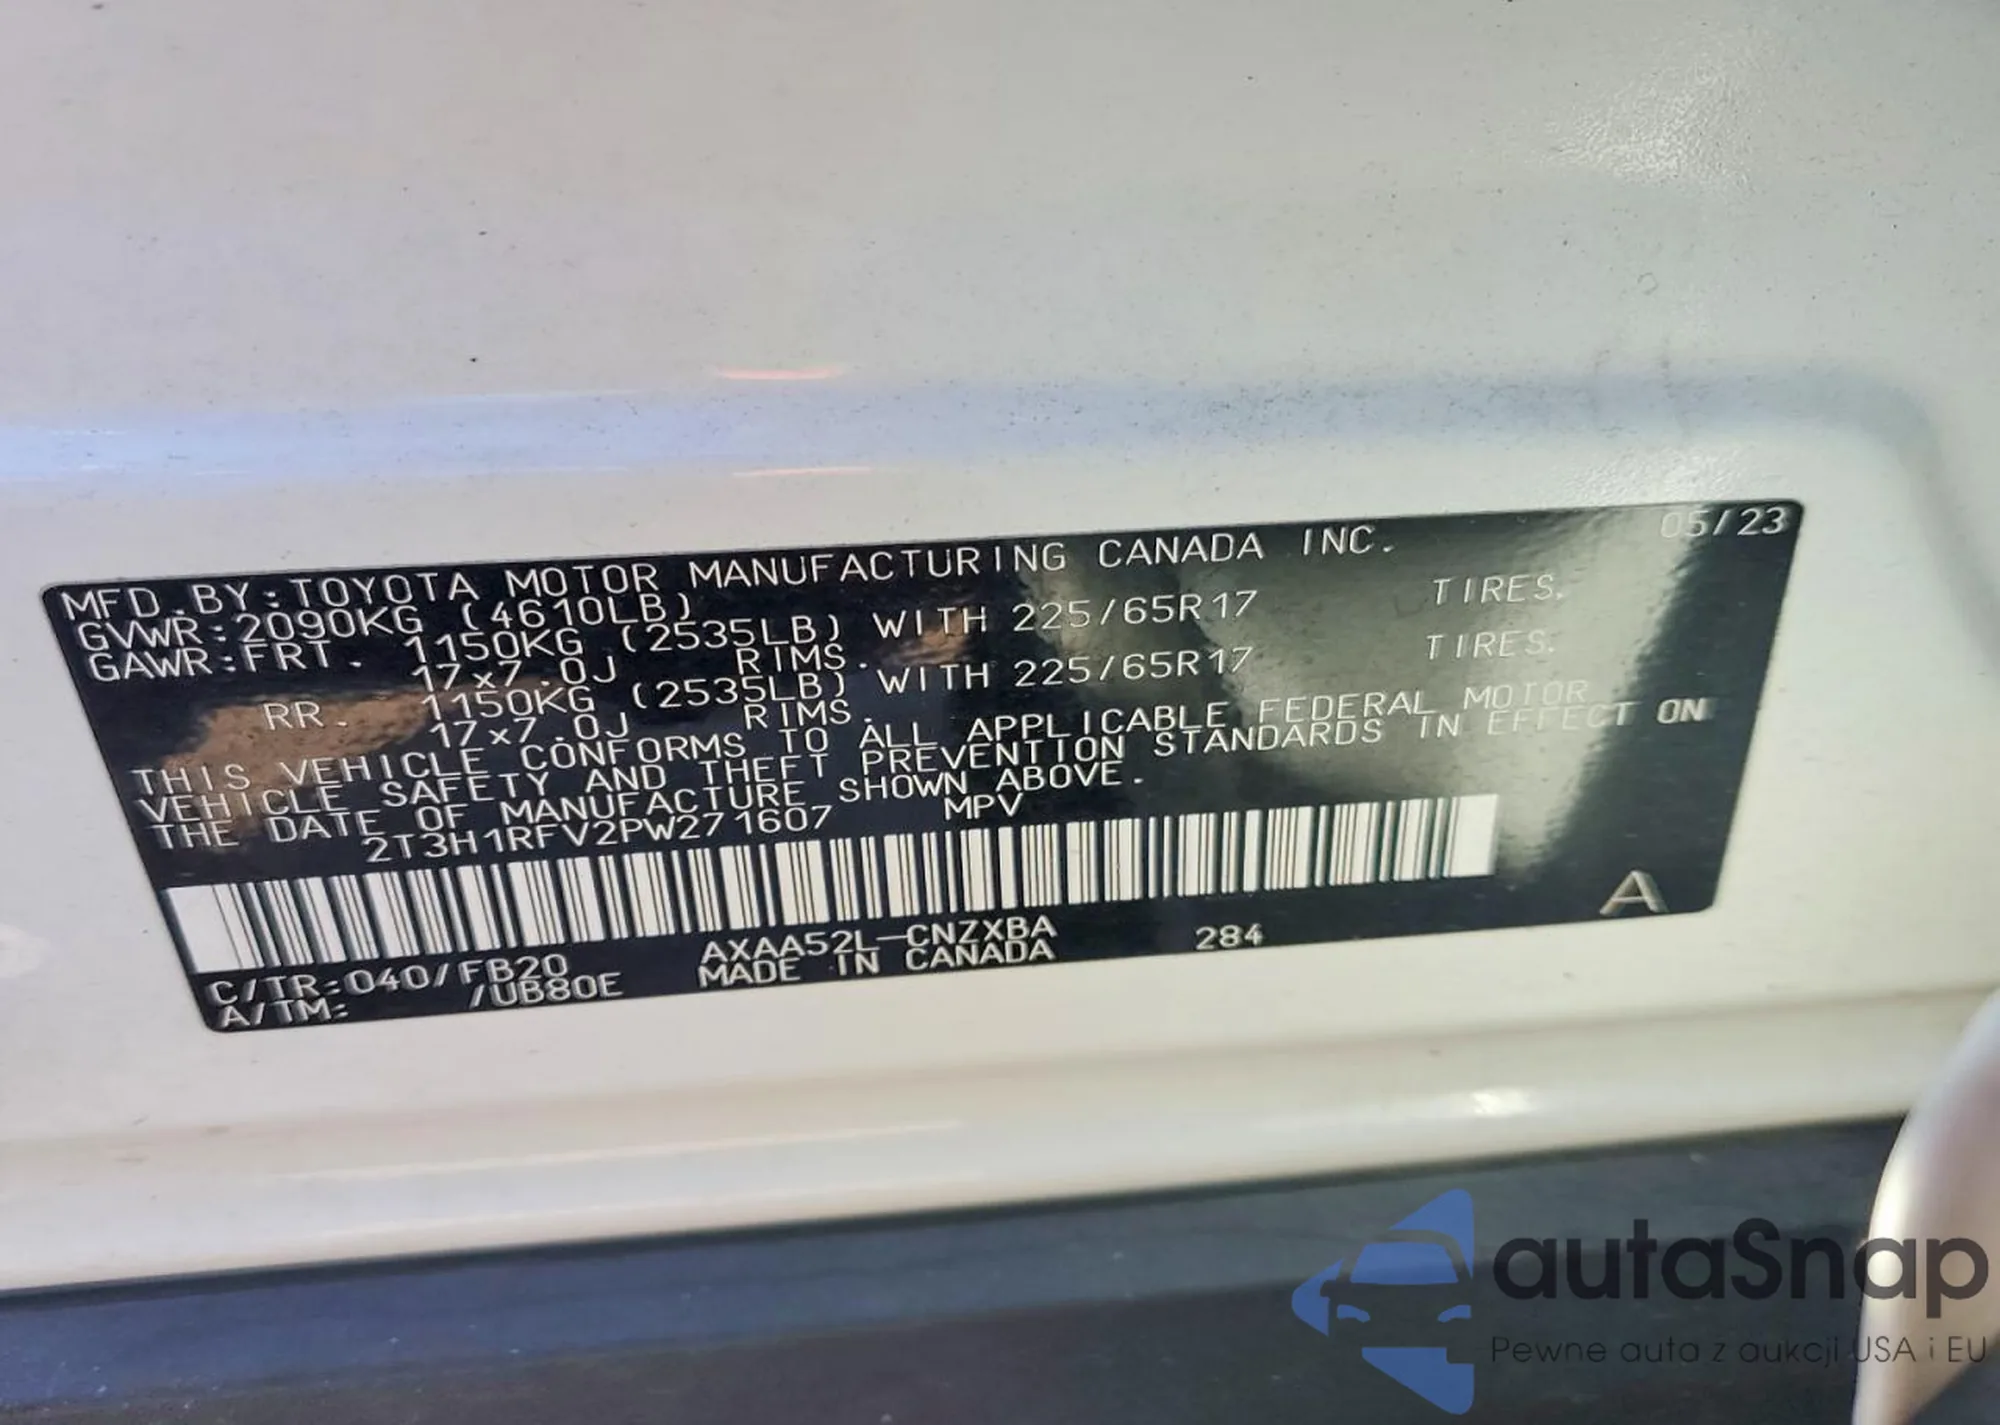 05/23
MFD.BY:TOYOTA MOTOR MANUFACTURING CANADA INC.
GVWR:2090KG (4610LB)
GAWR:FRT. 1150KG (2535LB) WITH 225/65R17 TIRES.
17x7.0J RIMS.
RR. 1150KG (2535LB) WITH 225/65R17 TIRES.
17x7.0J RIMS.
THIS VEHICLE CONFORMS TO ALL APPLICABLE FEDERAL MOTOR
VEHICLE SAFETY AND THEFT PREVENTION STANDARDS IN EFFECT ON
THE DATE OF MANUFACTURE SHOWN ABOVE.
2T3H1RFV2PW271607 MPV
A
C/TR:040/FB20 AXAA52L-CNZXBA 284
A/TM: /UB80E MADE IN CANADA
autaSnap
Pewne auta z aukcji USA i EU